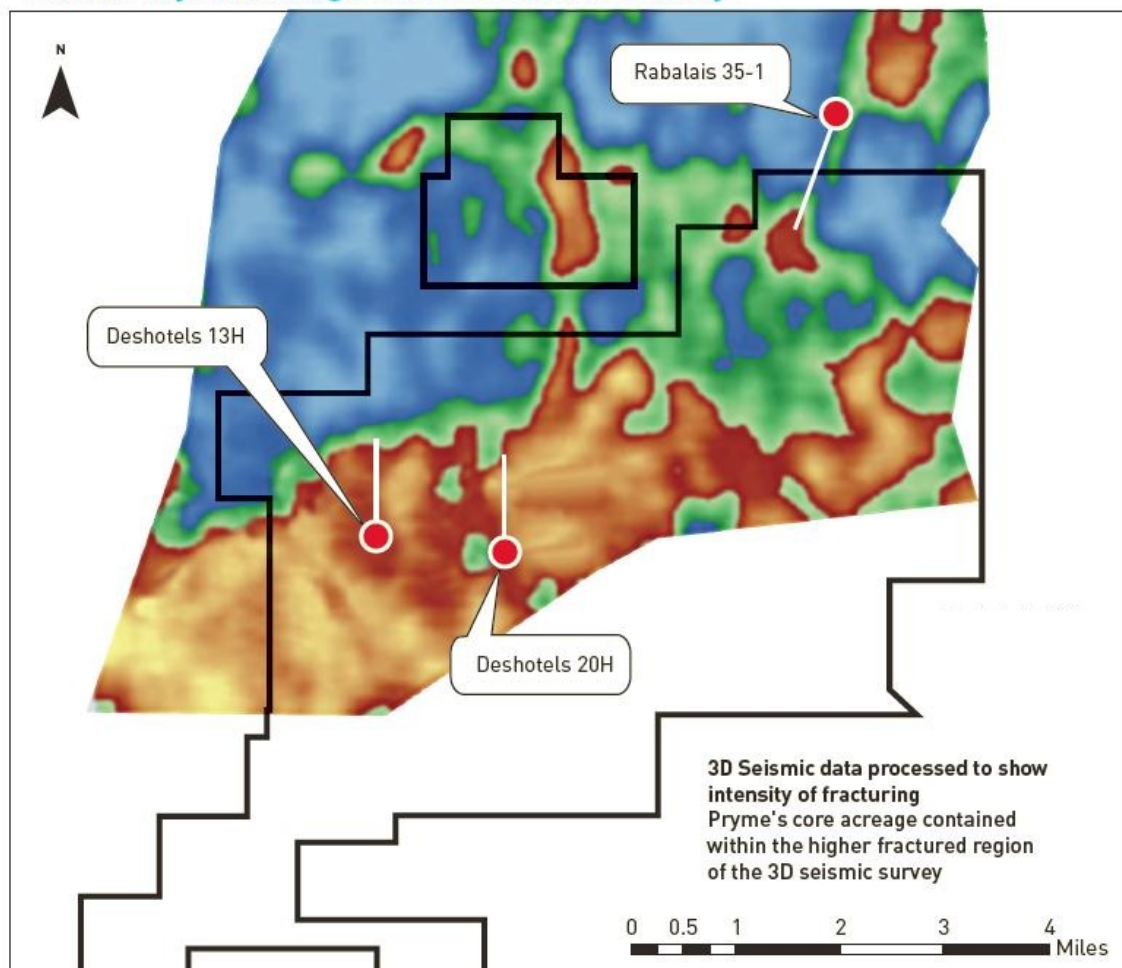 N
Rabalais 35-1
Deshotels 13H
Deshotels 20H
3D Seismic data processed to show
intensity of fracturing
Pryme's core acreage contained
within the higher fractured region
of the 3D seismic survey
0 0.5 1 2 3 4
Miles